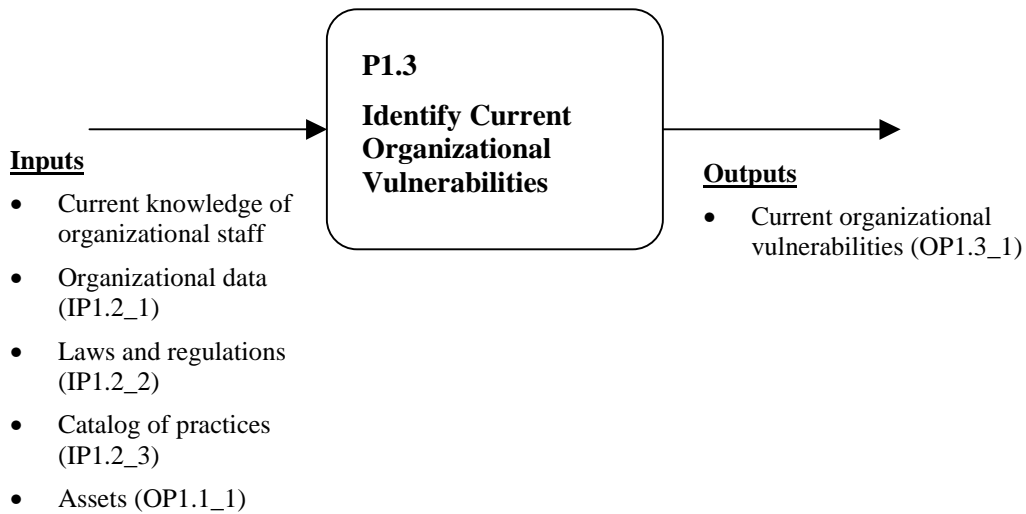 P1.3
Identify Current
Organizational
Vulnerabilities
Inputs
• Current knowledge of
organizational staff
• Organizational data
(IP1.2_1)
• Laws and regulations
(IP1.2_2)
• Catalog of practices
(IP1.2_3)
• Assets (OP1.1_1)
Outputs
• Current organizational
vulnerabilities (OP1.3_1)